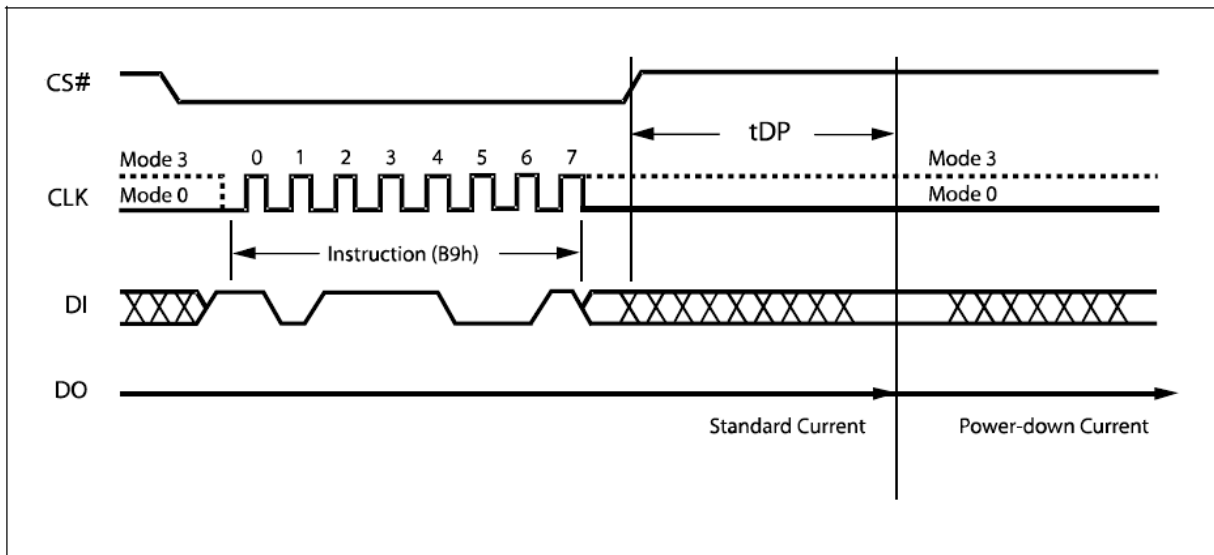 CS#
tDP
Mode 3
0 1 2 3 4 5 6 7
Mode 3
CLK
Mode 0
Mode 0
Instruction (B9h)
DI
DO
Standard Current
Power-down Current